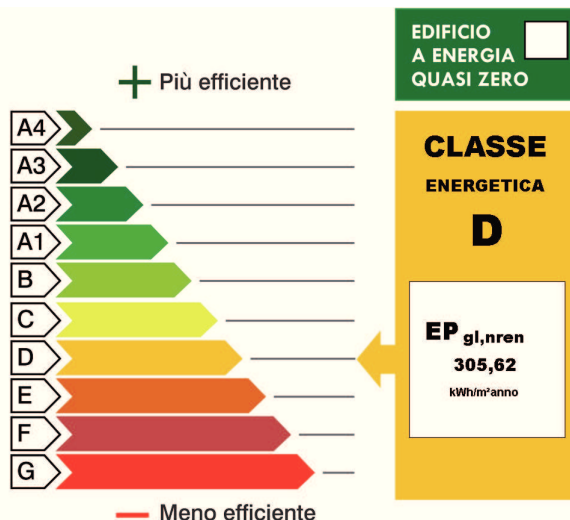 EDIFICIO
A ENERGIA
QUASI ZERO
+ Più efficiente
A4
A3
A2
A1
B
C
D
E
F
G
— Meno efficiente
CLASSE
ENERGETICA
D
EP gl,nren
305,62
kWh/m²anno